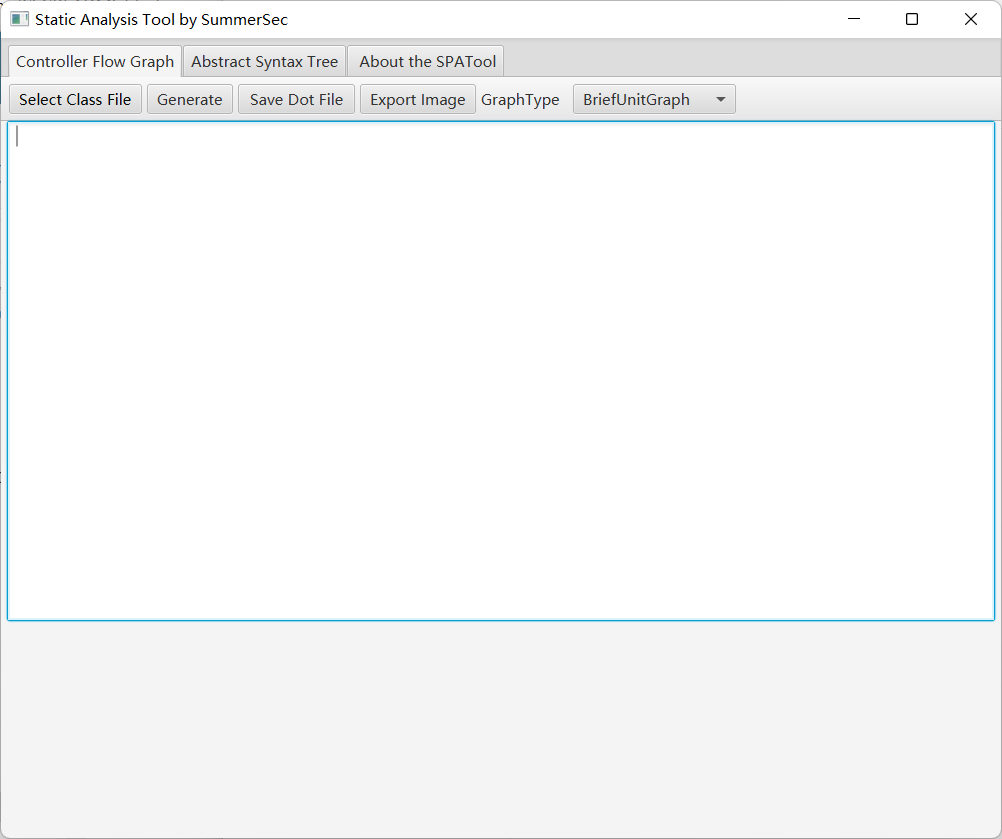 Static Analysis Tool by SummerSec
Controller Flow Graph Abstract Syntax Tree About the SPATool
Select Class File Generate Save Dot File Export Image GraphType BriefUnitGraph